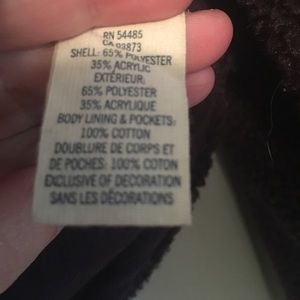 RN 54485
CA 03873
SHELL: 65% POLYESTER
35% ACRYLIC
EXTÉRIEUR:
65% POLYESTER
35% ACRYLIQUE
BODY LINING & POCKETS:
100% COTTON
DOUBLURE DE CORPS ET
DE POCHES: 100% COTON
EXCLUSIVE OF DECORATION
SANS LES DÉCORATIONS